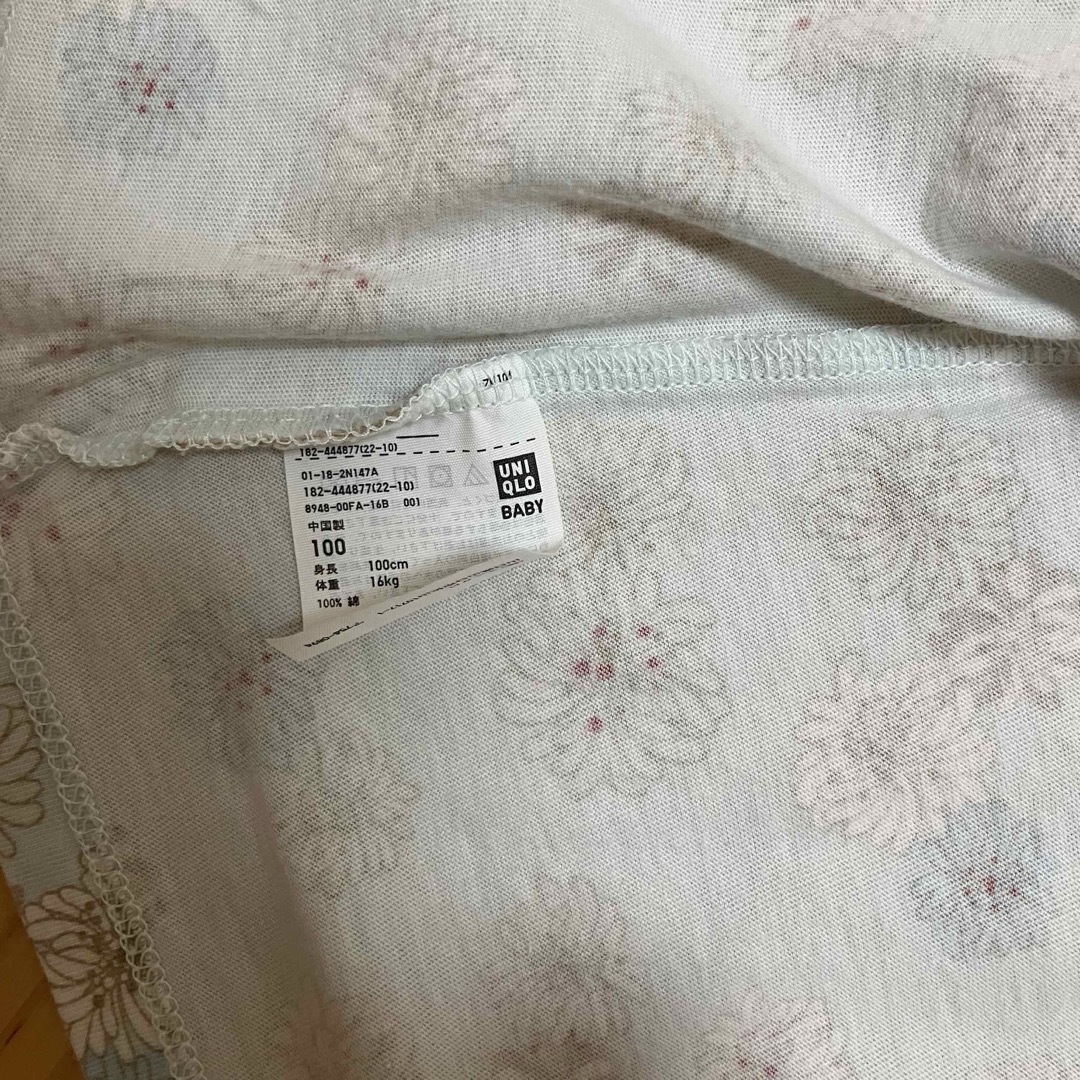 182-444877(22-10)
01-18-2N147A
182-444877(22-10)
8948-00FA-16B 001
中国製
100
身長 100cm
体重 16kg
100% 綿
UNI
QLO
BABY